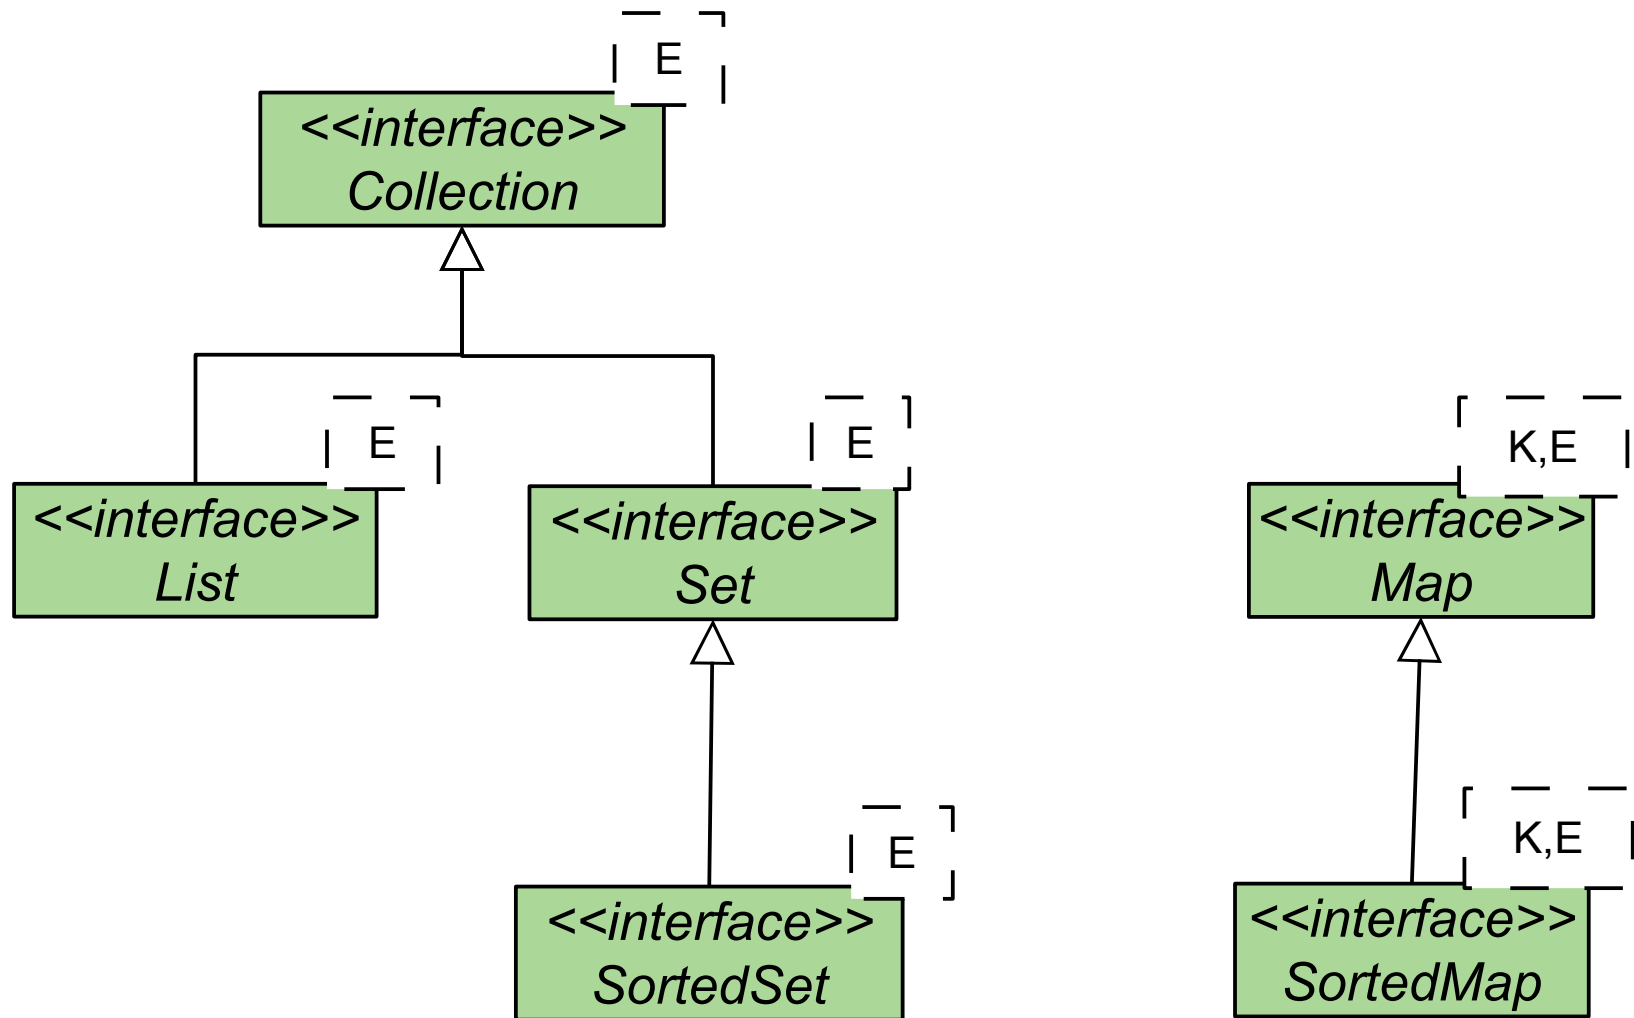 E
<<interface>>
Collection
E
<<interface>>
List
E
<<interface>>
Set
K,E
<<interface>>
Map
E
<<interface>>
SortedSet
K,E
<<interface>>
SortedMap